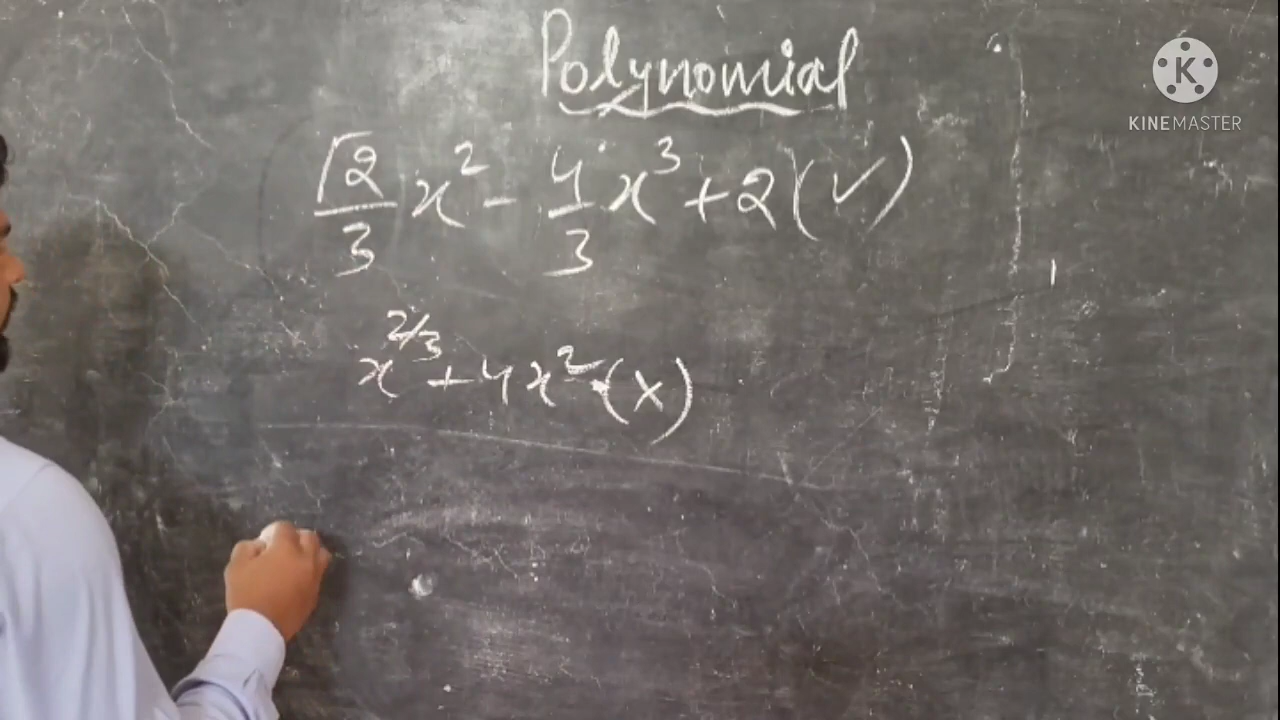 Polynomial
√2/3 x² - 4/3 x³ + 2 (✓)
x^2/3 + 4x² (×)
K
KINEMASTER